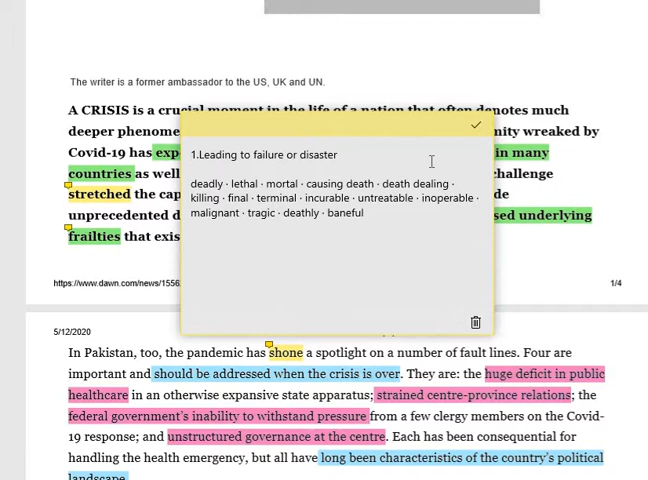 The writer is a former ambassador to the US, UK and UN.
A CRISIS is a crucial moment in the life of a nation that often denotes much
deeper phenome nity wreaked by
Covid-19 has exp in many
countries as well challenge
stretched the cap de
unprecedented d sed underlying
frailties that exis
1.Leading to failure or disaster
deadly · lethal · mortal · causing death · death dealing ·
killing · final · terminal · incurable · untreatable · inoperable ·
malignant · tragic · deathly · baneful
https://www.dawn.com/news/1556 1/4
5/12/2020
In Pakistan, too, the pandemic has shone a spotlight on a number of fault lines. Four are
important and should be addressed when the crisis is over. They are: the huge deficit in public
healthcare in an otherwise expansive state apparatus; strained centre-province relations; the
federal government's inability to withstand pressure from a few clergy members on the Covid-
19 response; and unstructured governance at the centre. Each has been consequential for
handling the health emergency, but all have long been characteristics of the country's political
landscape.